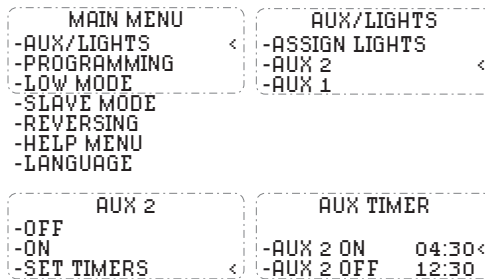 MAIN MENU
-AUX/LIGHTS <
-PROGRAMMING
-LOW MODE
-SLAVE MODE
-REVERSING
-HELP MENU
-LANGUAGE
AUX/LIGHTS
-ASSIGN LIGHTS
-AUX 2 <
-AUX 1
AUX 2
-OFF
-ON
-SET TIMERS <
AUX TIMER
-AUX 2 ON 04:30<
-AUX 2 OFF 12:30